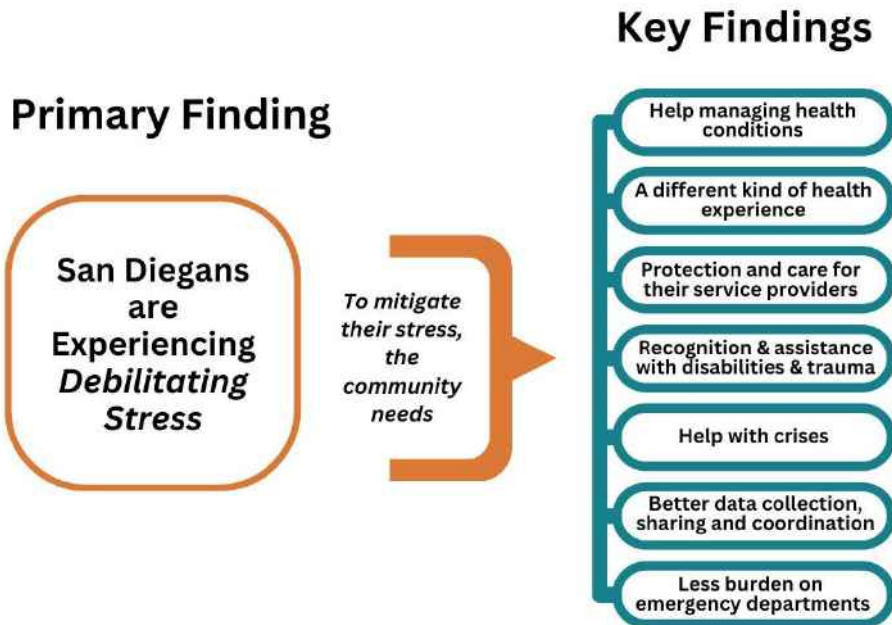 Primary Finding
San Diegans
are
Experiencing
Debilitating
Stress
To mitigate
their stress,
the
community
needs
Key Findings
Help managing health
conditions
A different kind of health
experience
Protection and care for
their service providers
Recognition & assistance
with disabilities & trauma
Help with crises
Better data collection,
sharing and coordination
Less burden on
emergency departments